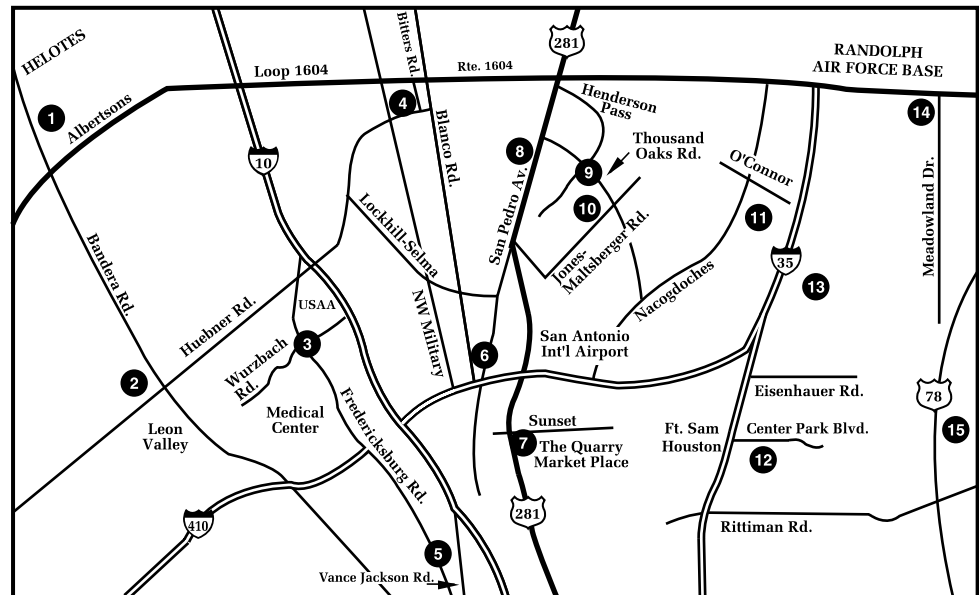 HELOTES
Albertsons
Loop 1604
Rte. 1604
Bitters Rd.
Blanco Rd.
281
RANDOLPH
AIR FORCE BASE
Henderson
Pass
Thousand
Oaks Rd.
O'Connor
1
4
8
9
10
14
10
11
San Pedro Av.
Jones-
Maltsberger Rd.
Nacogdoches
Meadowland Dr.
Lockhill-Selma
35
13
Bandera Rd.
Huebner Rd.
USAA
NW Military
San Antonio
Int'l Airport
Wurzbach
Rd.
3
6
2
Eisenhauer Rd.
78
Medical
Center
Fredericksburg Rd.
Leon
Valley
Sunset
7
The Quarry
Market Place
Ft. Sam
Houston
Center Park Blvd.
12
15
410
281
Rittiman Rd.
5
Vance Jackson Rd.